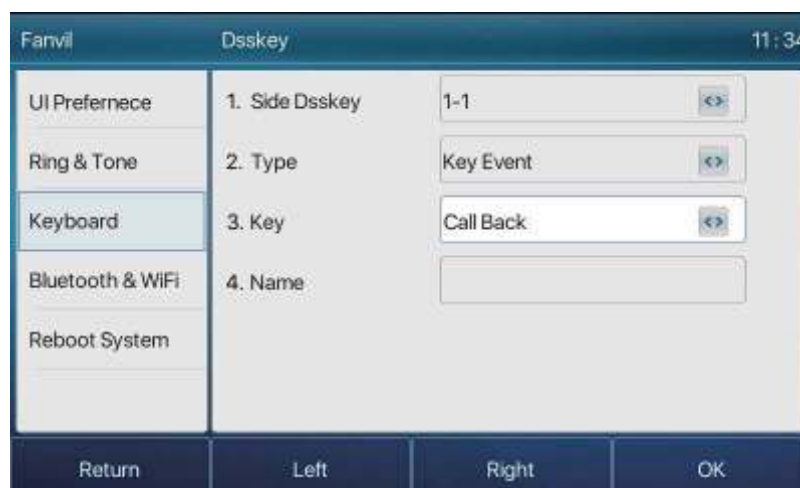 Fanvil Dsskey 11:34
UI Prefernece
Ring & Tone
Keyboard
Bluetooth & WiFi
Reboot System
1. Side Dsskey 1-1
2. Type Key Event
3. Key Call Back
4. Name
Return Left Right OK